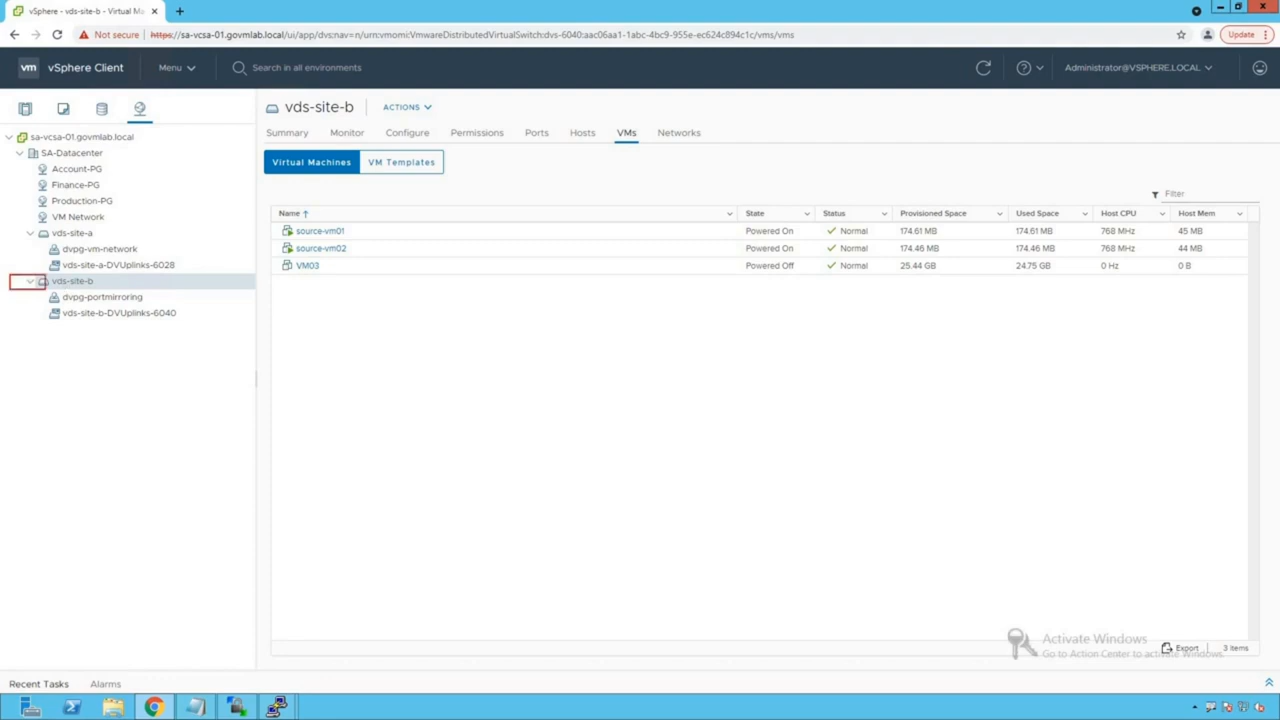 vSphere - vds-site-b - Virtual Ma
Not secure https://sa-vcsa-01.govmlab.local/ui/app/dvs;nav=n/urn:vmomi:VmwareDistributedVirtualSwitch:dvs-6040:aac06aa1-1abc-4bc9-955e-ec624c894c1c/vms/vms Update
vm vSphere Client Menu Search in all environments Administrator@VSPHERE.LOCAL
sa-vcsa-01.govmlab.local
SA-Datacenter
Account-PG
Finance-PG
Production-PG
VM Network
vds-site-a
dvpg-vm-network
vds-site-a-DVUplinks-6028
vds-site-b
dvpg-portmirroring
vds-site-b-DVUplinks-6040
vds-site-b ACTIONS
Summary Monitor Configure Permissions Ports Hosts VMs Networks
Virtual Machines VM Templates
Filter
Name State Status Provisioned Space Used Space Host CPU Host Mem
source-vm01 Powered On Normal 174.61 MB 174.61 MB 768 MHz 45 MB
source-vm02 Powered On Normal 174.46 MB 174.46 MB 768 MHz 44 MB
VM03 Powered Off Normal 25.44 GB 24.75 GB 0 Hz 0 B
Activate Windows
Go to Action Center to activate Windows.
Export 3 items
Recent Tasks Alarms